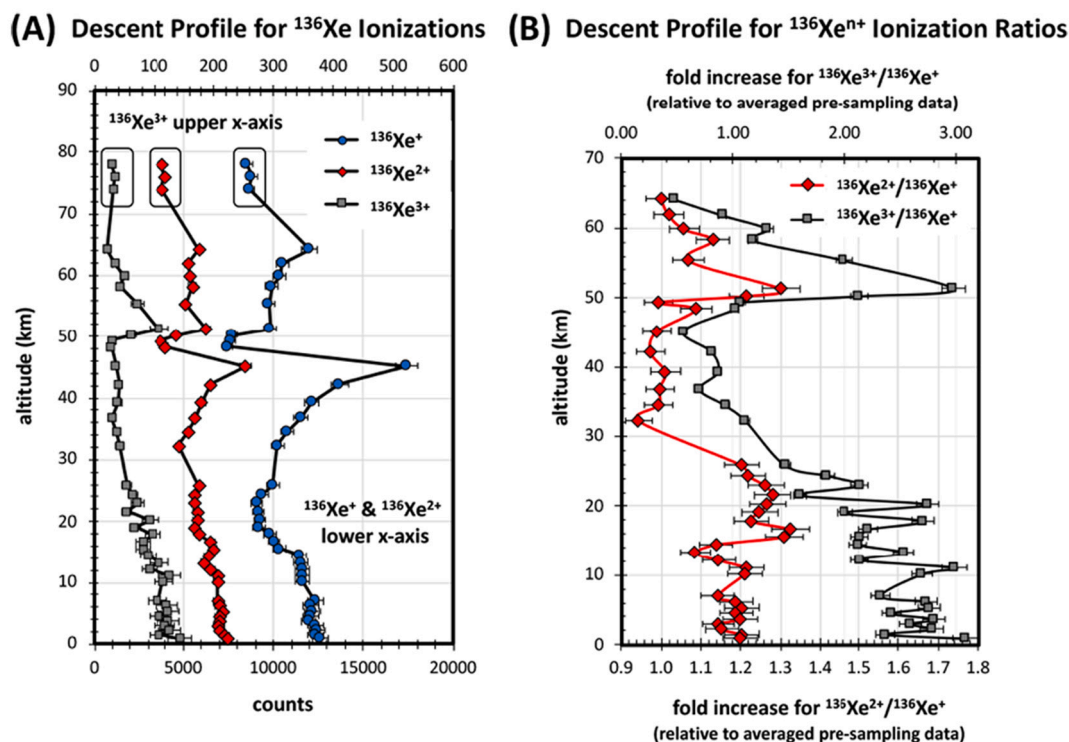 (A) Descent Profile for ¹³⁶Xe Ionizations
0 100 200 300 400 500 600
90
80
70
60
50
40
30
20
10
0
altitude (km)
¹³⁶Xe³⁺ upper x-axis
¹³⁶Xe⁺
¹³⁶Xe²⁺
¹³⁶Xe³⁺
¹³⁶Xe⁺ & ¹³⁶Xe²⁺
lower x-axis
0 5000 10000 15000 20000
counts
(B) Descent Profile for ¹³⁶Xeⁿ⁺ Ionization Ratios
fold increase for ¹³⁶Xe³⁺/¹³⁶Xe⁺
(relative to averaged pre-sampling data)
0.00 1.00 2.00 3.00
70
60
50
40
30
20
10
0
altitude (km)
¹³⁶Xe²⁺/¹³⁶Xe⁺
¹³⁶Xe³⁺/¹³⁶Xe⁺
0.9 1.0 1.1 1.2 1.3 1.4 1.5 1.6 1.7 1.8
fold increase for ¹³⁶Xe²⁺/¹³⁶Xe⁺
(relative to averaged pre-sampling data)